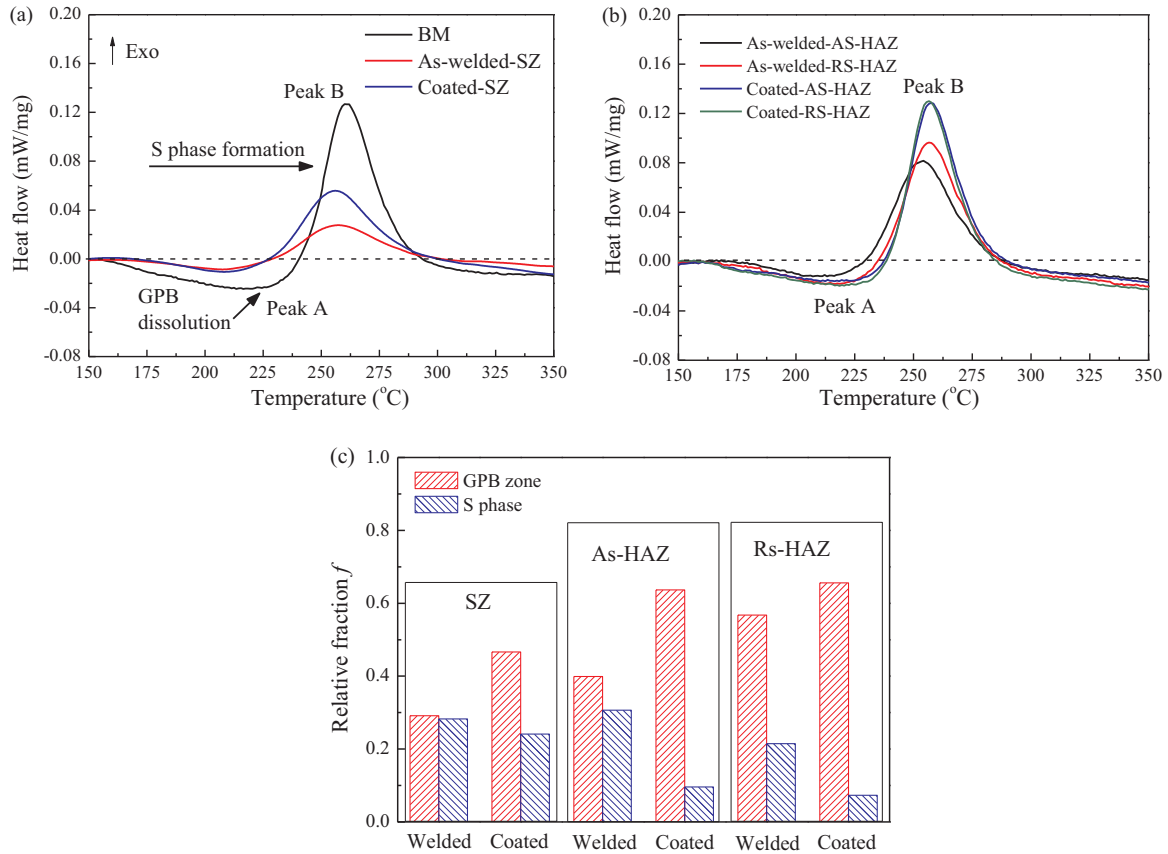 (a)
0.20
0.16
0.12
0.08
0.04
0.00
-0.04
-0.08
Heat flow (mW/mg)
Exo
BM
As-welded-SZ
Coated-SZ
Peak B
S phase formation
GPB
dissolution
Peak A
150 175 200 225 250 275 300 325 350
Temperature (°C)
(b)
0.20
0.16
0.12
0.08
0.04
0.00
-0.04
-0.08
Heat flow (mW/mg)
As-welded-AS-HAZ
As-welded-RS-HAZ
Coated-AS-HAZ
Coated-RS-HAZ
Peak B
Peak A
150 175 200 225 250 275 300 325 350
Temperature (°C)
(c)
1.0
0.8
0.6
0.4
0.2
0.0
Relative fraction f
GPB zone
S phase
SZ
As-HAZ
Rs-HAZ
Welded Coated Welded Coated Welded Coated